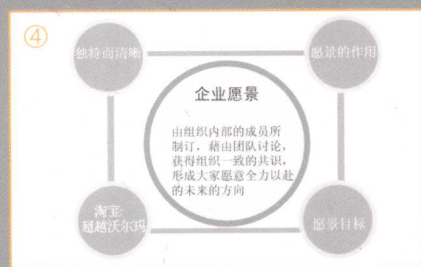 ④
独特而清晰
愿景的作用
企业愿景
由组织内部的成员所
制订，藉由团队讨论，
获得组织一致的共识，
形成大家愿意全力以赴
的未来的方向
淘宝:
超越沃尔玛
愿景目标